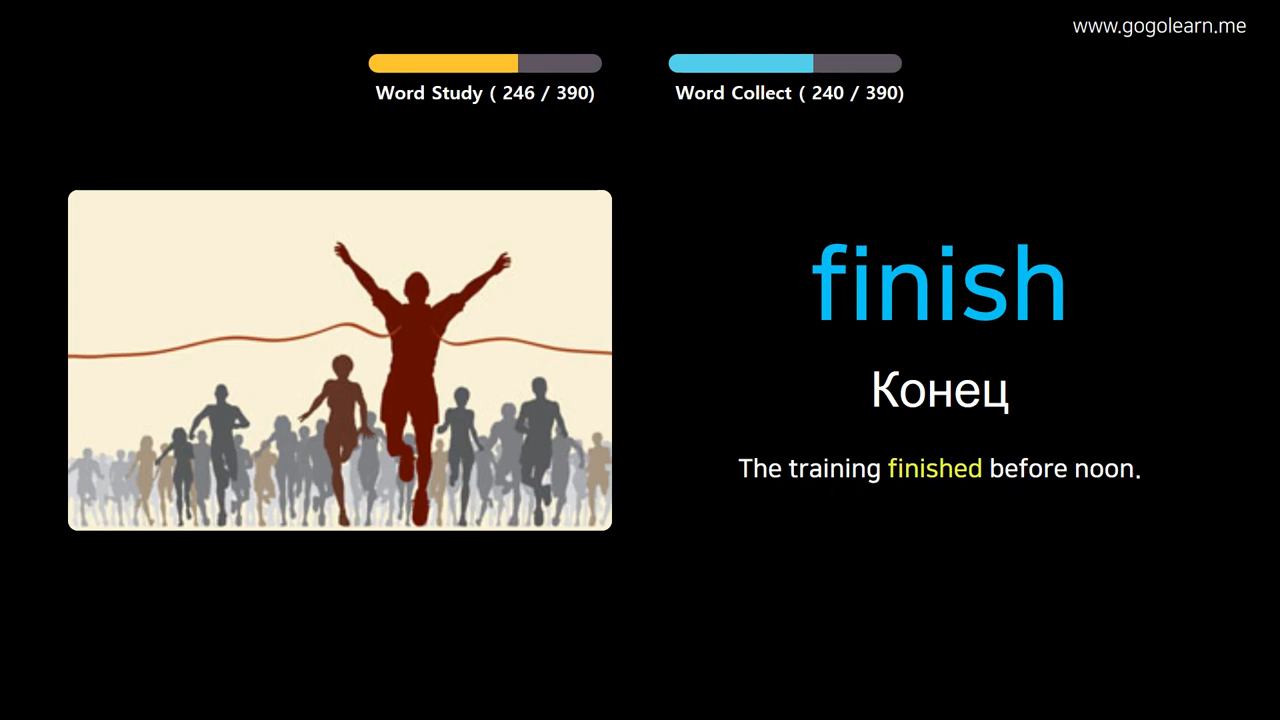 www.gogolearn.me
Word Study ( 246 / 390)
Word Collect ( 240 / 390)
finish
Конец
The training finished before noon.